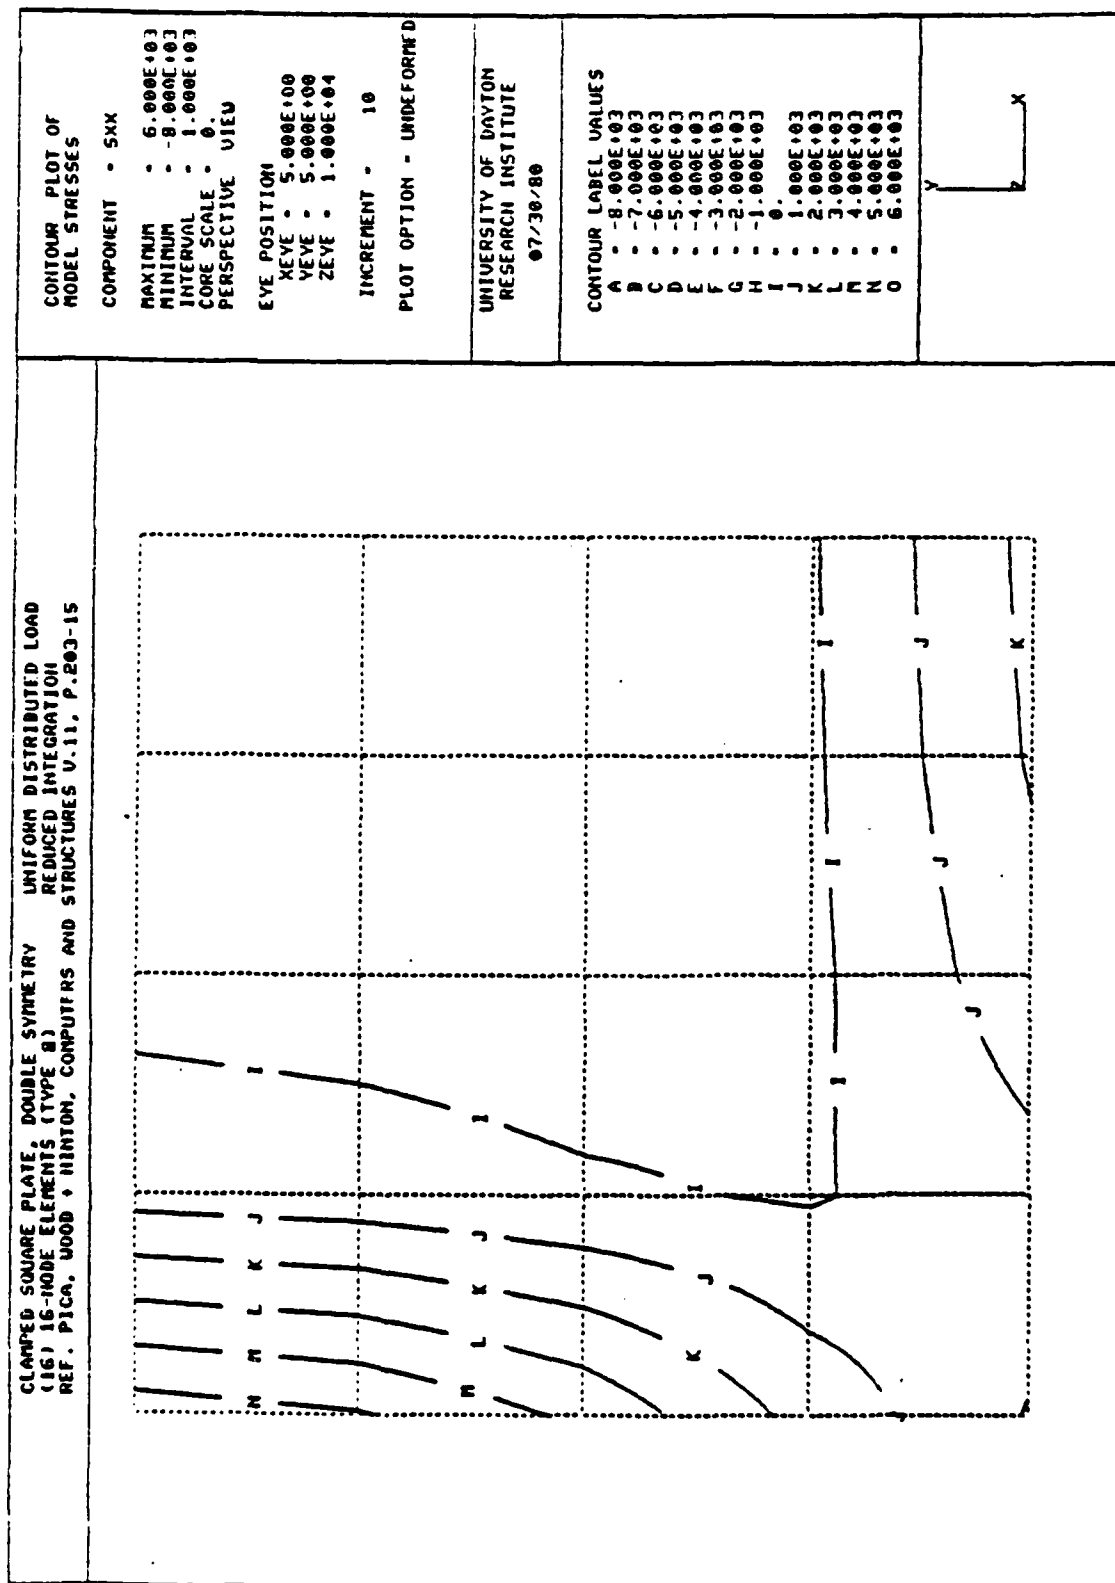 CLAMPED SQUARE PLATE, DOUBLE SYMMETRY UNIFORM DISTRIBUTED LOAD
(16) 16-NODE ELEMENTS (TYPE 8) REDUCED INTEGRATION
REF. PICA, WOOD + HINTON, COMPUTERS AND STRUCTURES V.11, P.203-15
CONTOUR PLOT OF
MODEL STRESSES
COMPONENT - SXX
MAXIMUM - 6.000E+03
MINIMUM - -8.000E+03
INTERVAL - 1.000E+03
CORE SCALE - 0.
PERSPECTIVE VIEW
EYE POSITION
XEYE - 5.000E+00
YEYE - 5.000E+00
ZEYE - 1.000E+04
INCREMENT - 10
PLOT OPTION - UNDEFORMED
UNIVERSITY OF DAYTON
RESEARCH INSTITUTE
07/30/80
CONTOUR LABEL VALUES
A - -8.000E+03
B - -7.000E+03
C - -6.000E+03
D - -5.000E+03
E - -4.000E+03
F - -3.000E+03
G - -2.000E+03
H - -1.000E+03
I - 0.
J - 1.000E+03
K - 2.000E+03
L - 3.000E+03
M - 4.000E+03
N - 5.000E+03
O - 6.000E+03
Y
Z X
N M L K J I
M L K J I
K J I
I I I
J J J
K